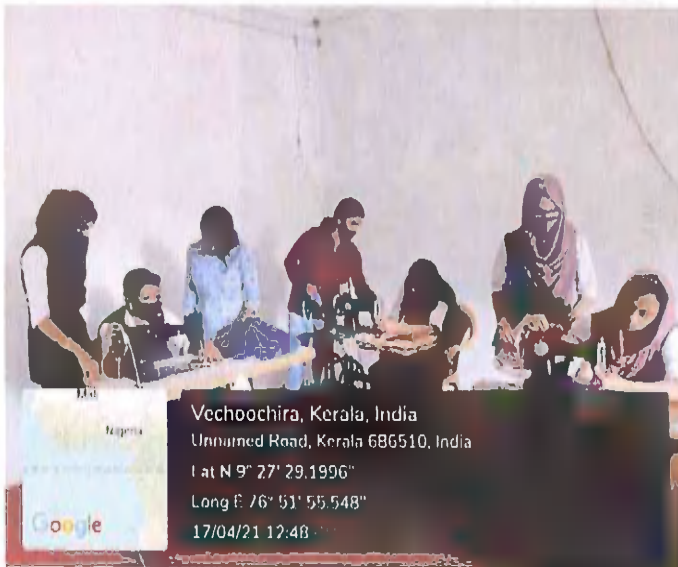 Vechoochira, Kerala, India
Unnamed Road, Kerala 686510, India
Lat N 9° 27' 29.1996"
Long E 76° 51' 55.548"
17/04/21 12:48
Google